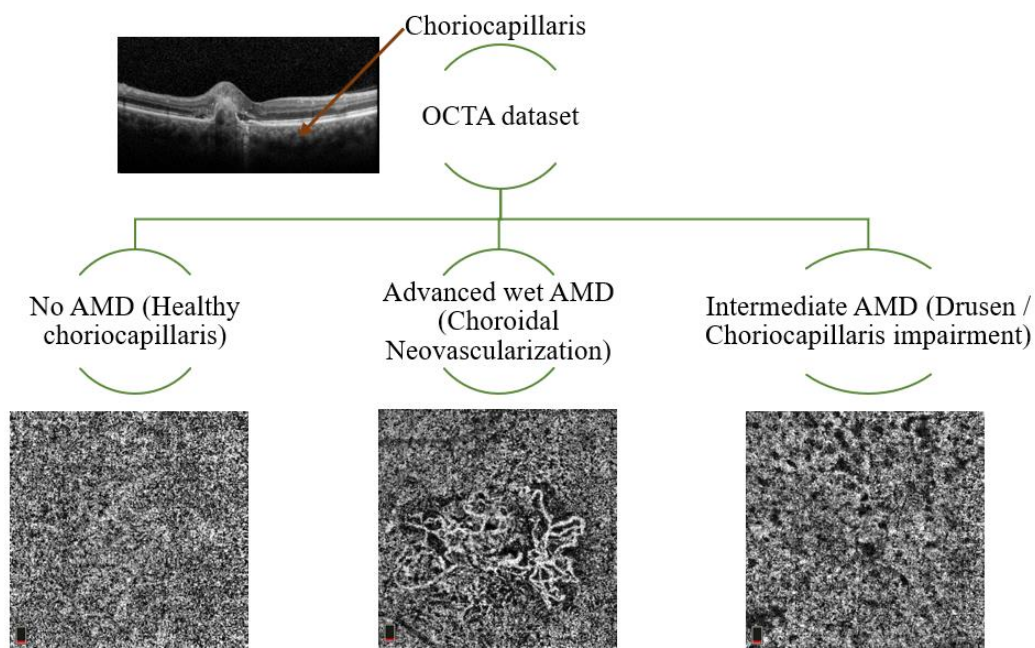 Choriocapillaris
OCTA dataset
No AMD (Healthy
choriocapillaris)
Advanced wet AMD
(Choroidal
Neovascularization)
Intermediate AMD (Drusen /
Choriocapillaris impairment)